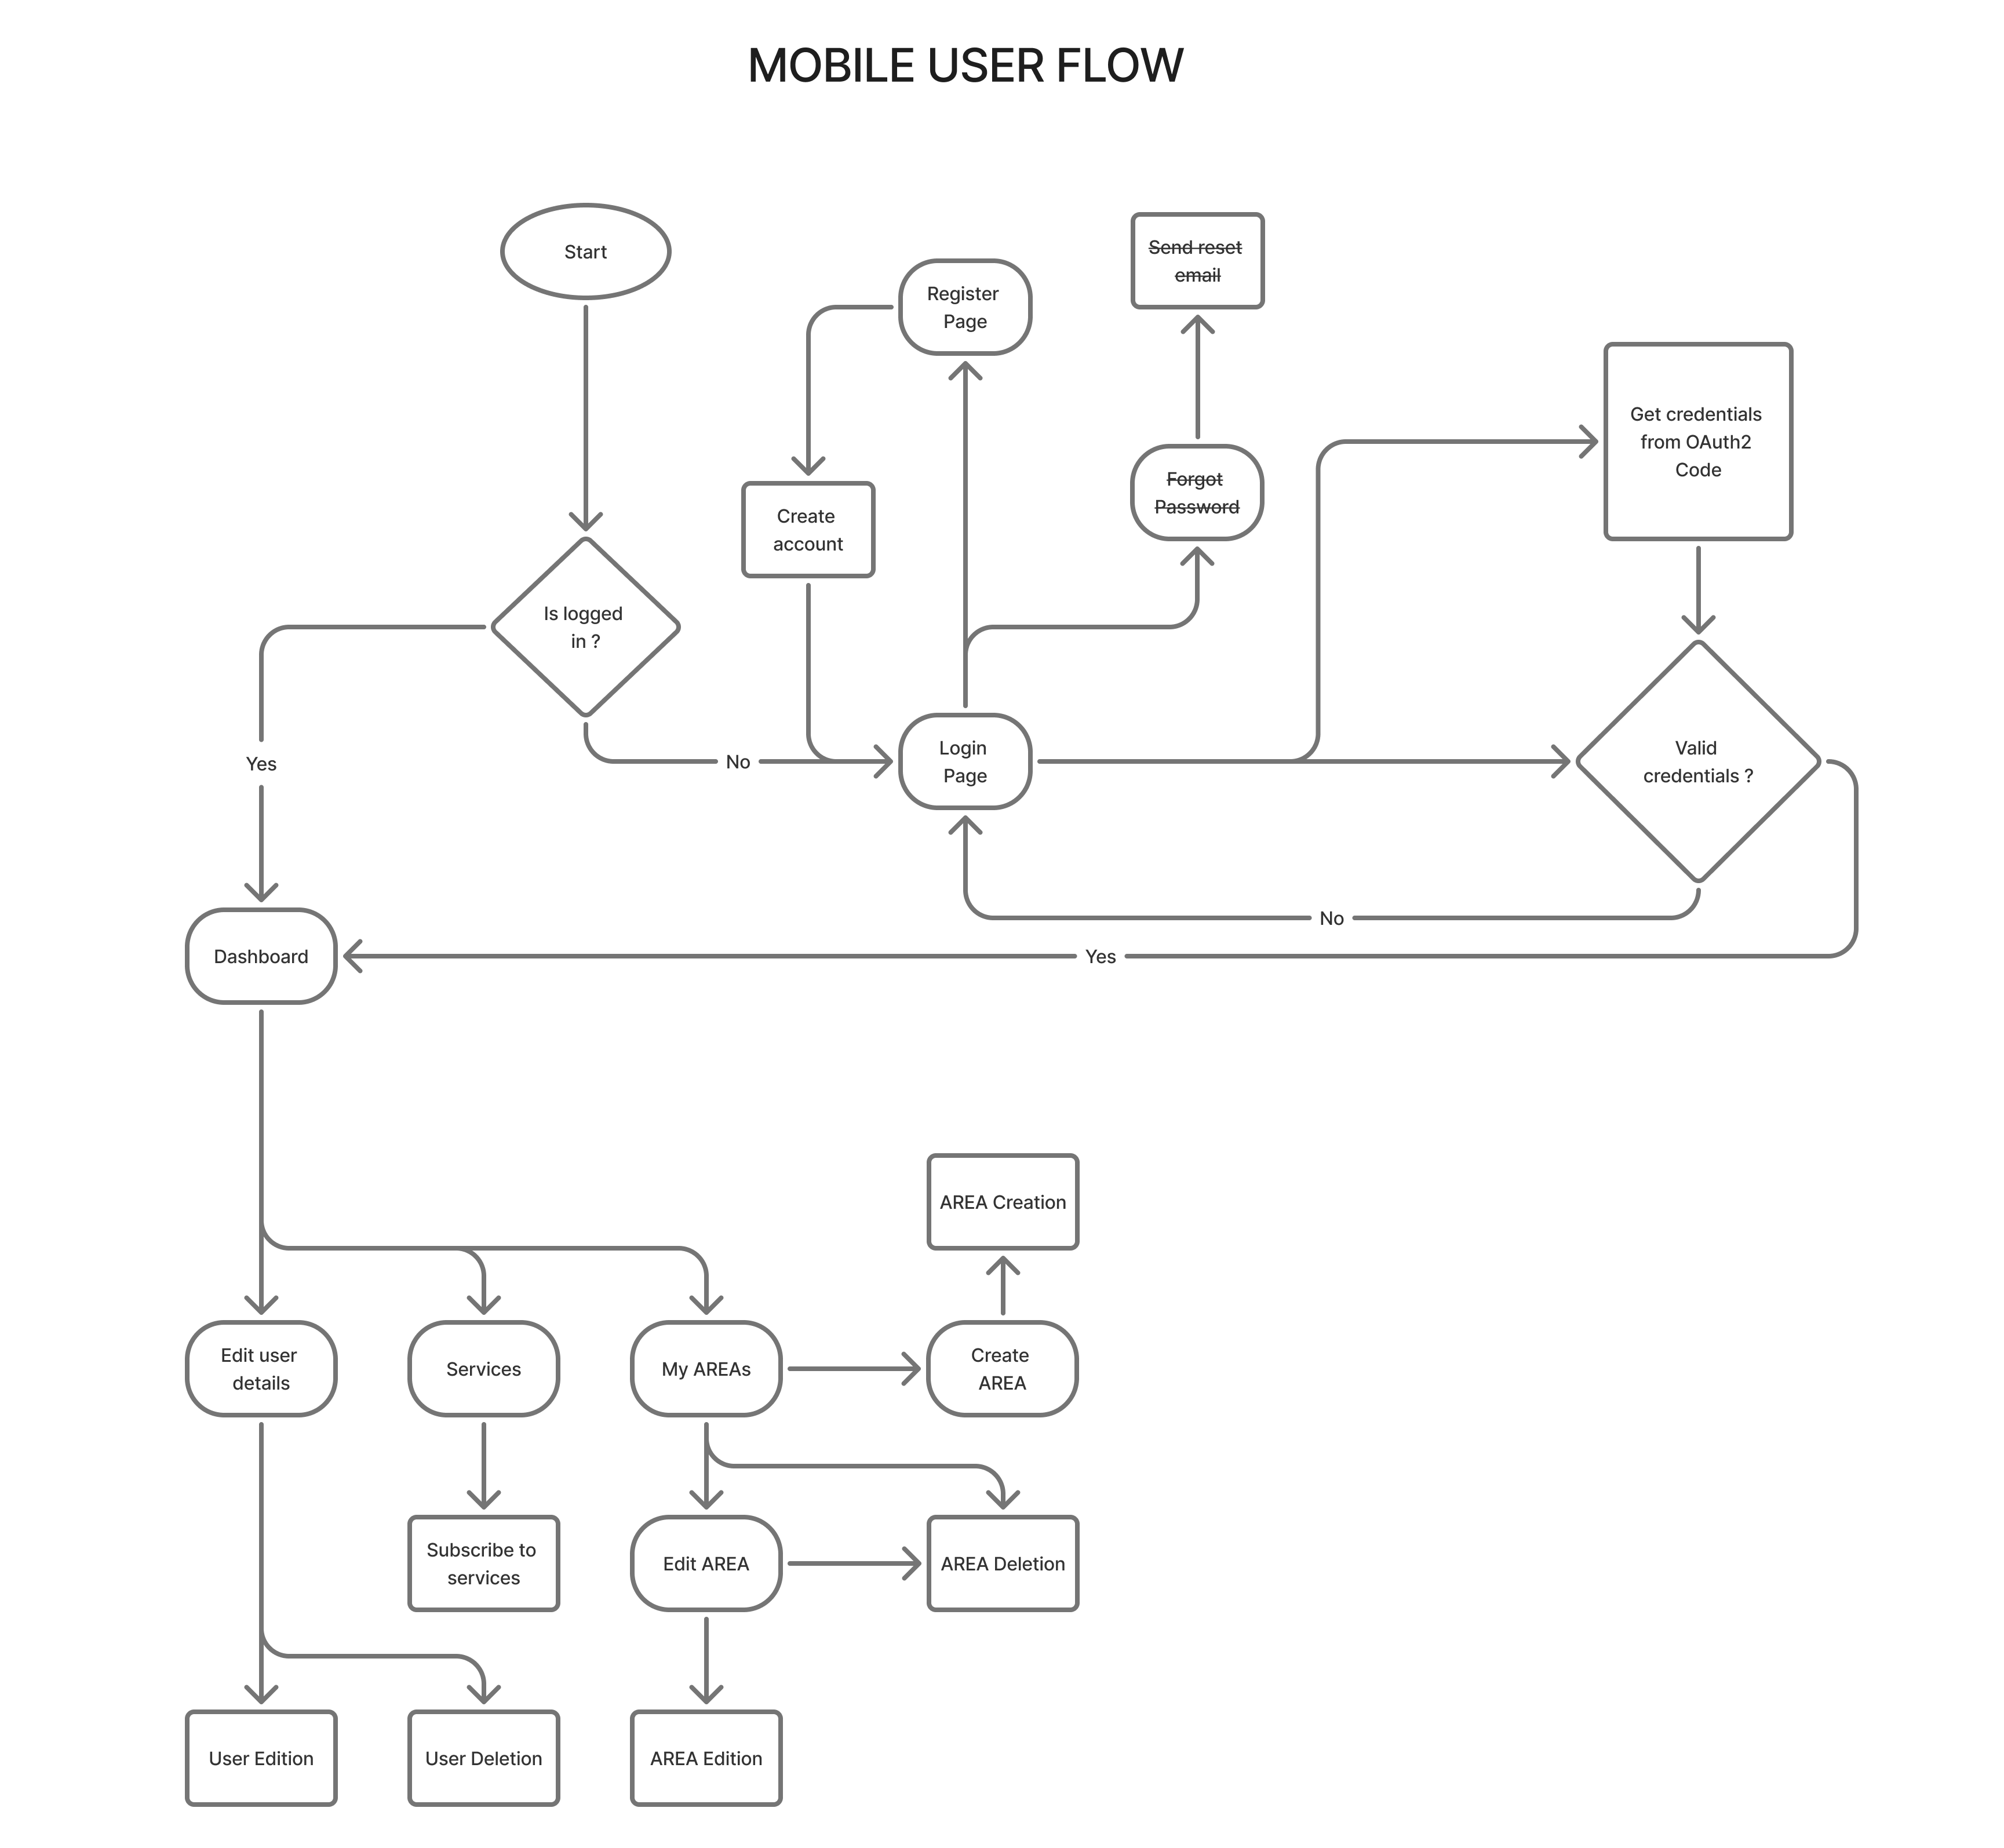 MOBILE USER FLOW
Start
Register
Page
Send reset
email
Get credentials
from OAuth2
Code
Create
account
Forgot
Password
Is logged
in ?
Yes
No
Login
Page
Valid
credentials ?
No
Dashboard
Yes
AREA Creation
Edit user
details
Services
My AREAs
Create
AREA
Subscribe to
services
Edit AREA
AREA Deletion
User Edition
User Deletion
AREA Edition